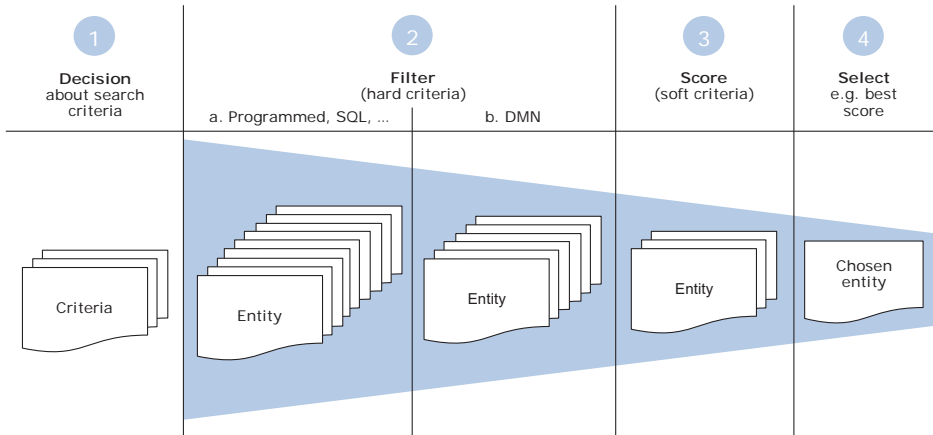 1
2
3
4
Decision
about search
criteria
Filter
(hard criteria)
Score
(soft criteria)
Select
e.g. best
score
a. Programmed, SQL, ...
b. DMN
Criteria
Entity
Entity
Entity
Chosen
entity